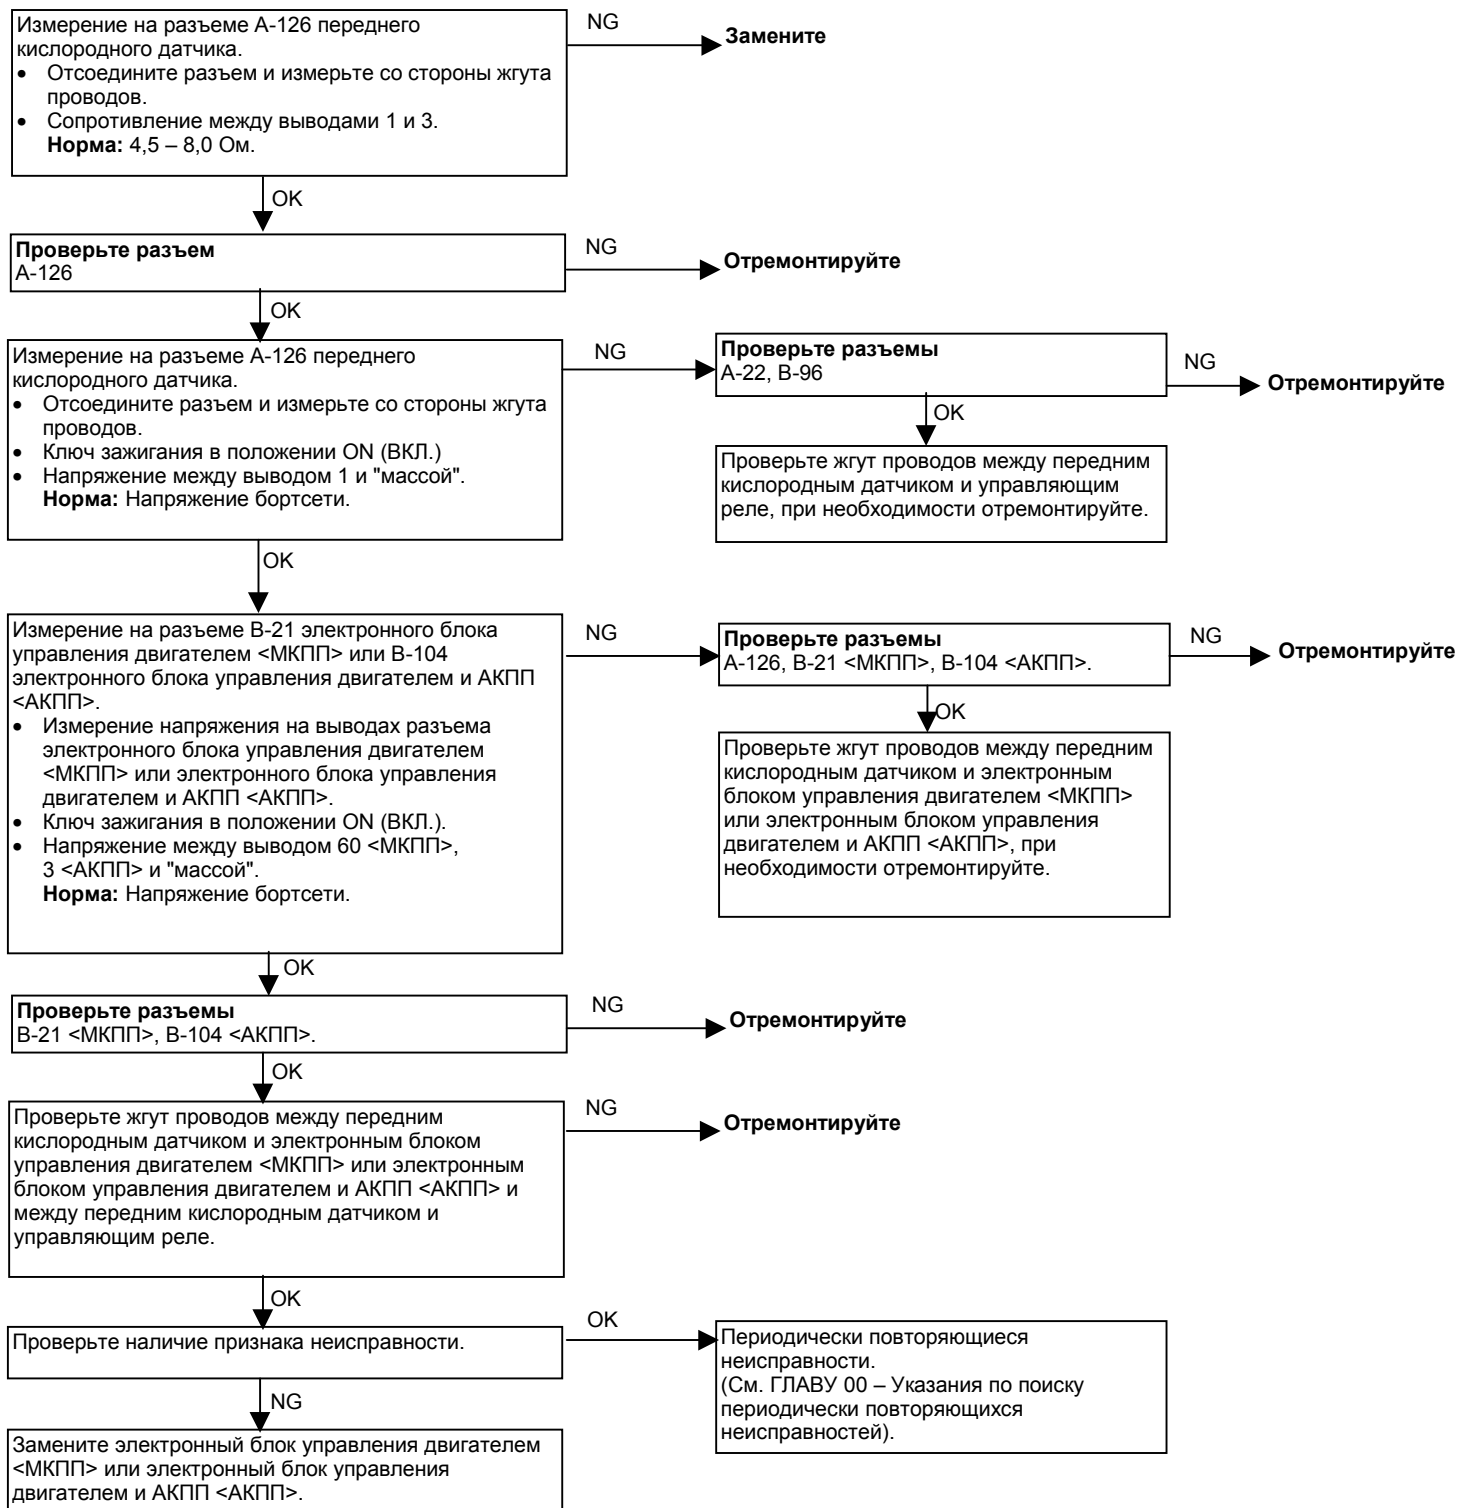 Измерение на разъеме А-126 переднего
кислородного датчика.
• Отсоедините разъем и измерьте со стороны жгута
проводов.
• Сопротивление между выводами 1 и 3.
Норма: 4,5 – 8,0 Ом.
NG
Замените
OK
Проверьте разъем
А-126
NG
Отремонтируйте
OK
Измерение на разъеме А-126 переднего
кислородного датчика.
• Отсоедините разъем и измерьте со стороны жгута
проводов.
• Ключ зажигания в положении ON (ВКЛ.)
• Напряжение между выводом 1 и "массой".
Норма: Напряжение бортсети.
NG
Проверьте разъемы
А-22, В-96
NG
Отремонтируйте
OK
Проверьте жгут проводов между передним
кислородным датчиком и управляющим
реле, при необходимости отремонтируйте.
OK
Измерение на разъеме В-21 электронного блока
управления двигателем <МКПП> или В-104
электронного блока управления двигателем и АКПП
<АКПП>.
• Измерение напряжения на выводах разъема
электронного блока управления двигателем
<МКПП> или электронного блока управления
двигателем и АКПП <АКПП>.
• Ключ зажигания в положении ON (ВКЛ.).
• Напряжение между выводом 60 <МКПП>,
3 <АКПП> и "массой".
Норма: Напряжение бортсети.
NG
Проверьте разъемы
А-126, В-21 <МКПП>, В-104 <АКПП>.
NG
Отремонтируйте
OK
Проверьте жгут проводов между передним
кислородным датчиком и электронным
блоком управления двигателем <МКПП>
или электронным блоком управления
двигателем и АКПП <АКПП>, при
необходимости отремонтируйте.
OK
Проверьте разъемы
В-21 <МКПП>, В-104 <АКПП>.
NG
Отремонтируйте
OK
Проверьте жгут проводов между передним
кислородным датчиком и электронным блоком
управления двигателем <МКПП> или электронным
блоком управления двигателем и АКПП <АКПП> и
между передним кислородным датчиком и
управляющим реле.
NG
Отремонтируйте
OK
Проверьте наличие признака неисправности.
OK
Периодически повторяющиеся
неисправности.
(См. ГЛАВУ 00 – Указания по поиску
периодически повторяющихся
неисправностей).
NG
Замените электронный блок управления двигателем
<МКПП> или электронный блок управления
двигателем и АКПП <АКПП>.